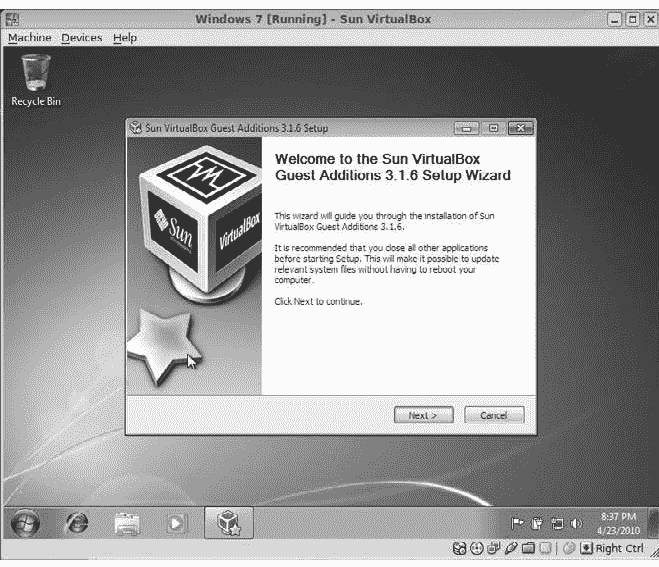 Windows 7 [Running] - Sun VirtualBox
Machine Devices Help
Recycle Bin
Sun VirtualBox Guest Additions 3.1.6 Setup
Welcome to the Sun VirtualBox
Guest Additions 3.1.6 Setup Wizard
This wizard will guide you through the installation of Sun
VirtualBox Guest Additions 3.1.6.
It is recommended that you close all other applications
before starting Setup. This will make it possible to update
relevant system files without having to reboot your
computer.
Click Next to continue.
Sun
VirtualBox
Next >
Cancel
8:37 PM
4/23/2010
Right Ctrl